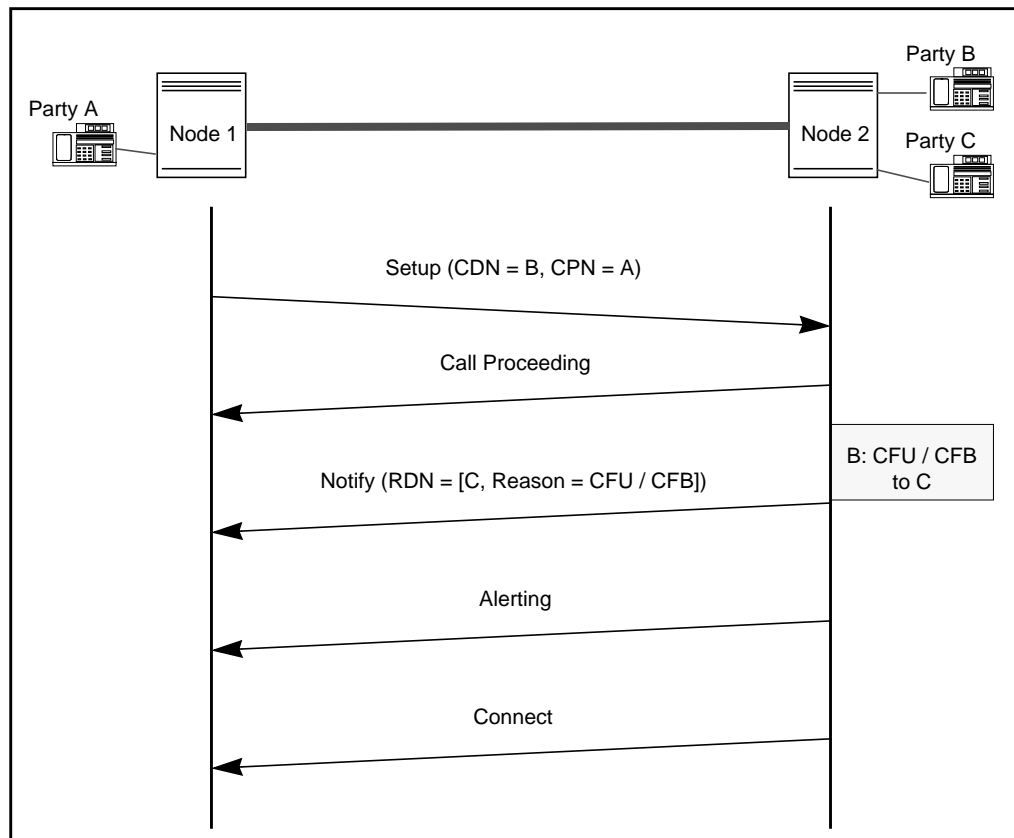 Party B
Party A
Node 1
Node 2
Party C
Setup (CDN = B, CPN = A)
Call Proceeding
B: CFU / CFB
to C
Notify (RDN = [C, Reason = CFU / CFB])
Alerting
Connect